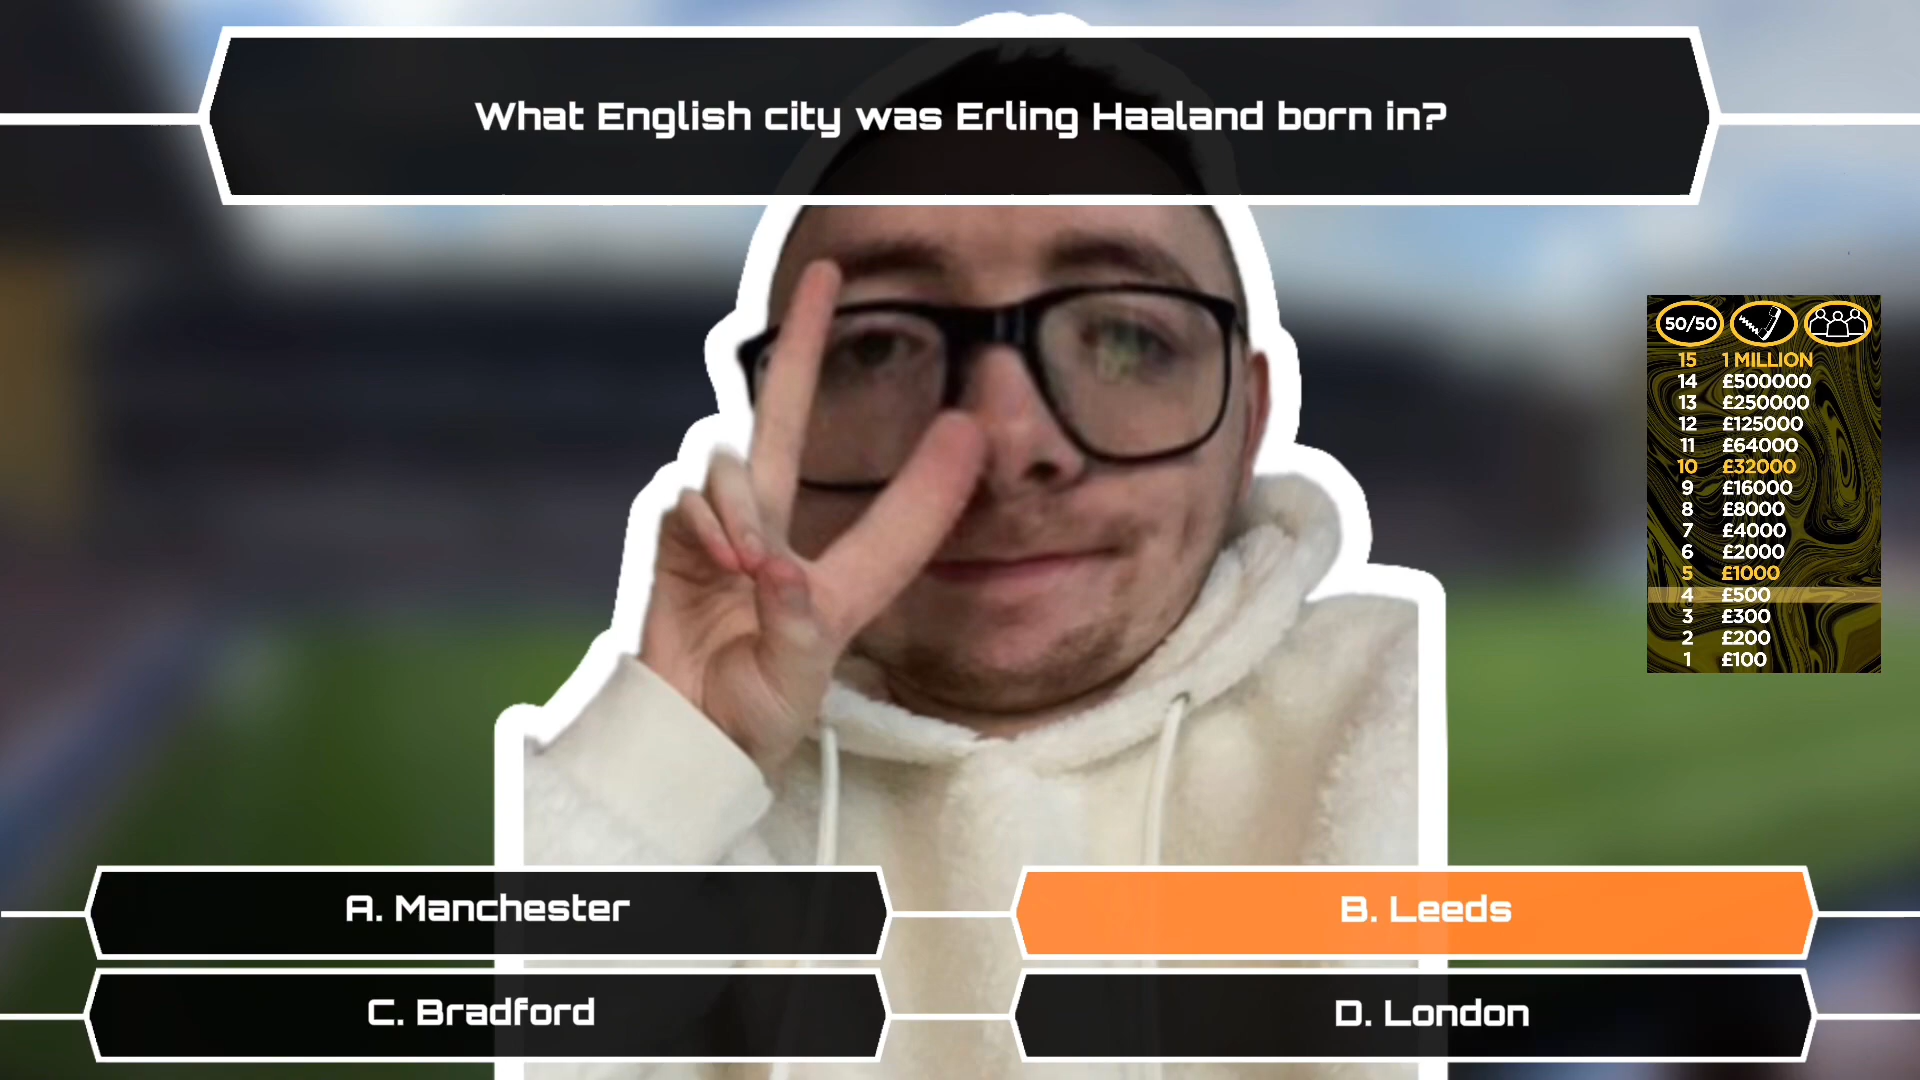 What English city was Erling Haaland born in?
50/50
15 1 MILLION
14 £500000
13 £250000
12 £125000
11 £64000
10 £32000
9 £16000
8 £8000
7 £4000
6 £2000
5 £1000
4 £500
3 £300
2 £200
1 £100
A. Manchester
B. Leeds
C. Bradford
D. London